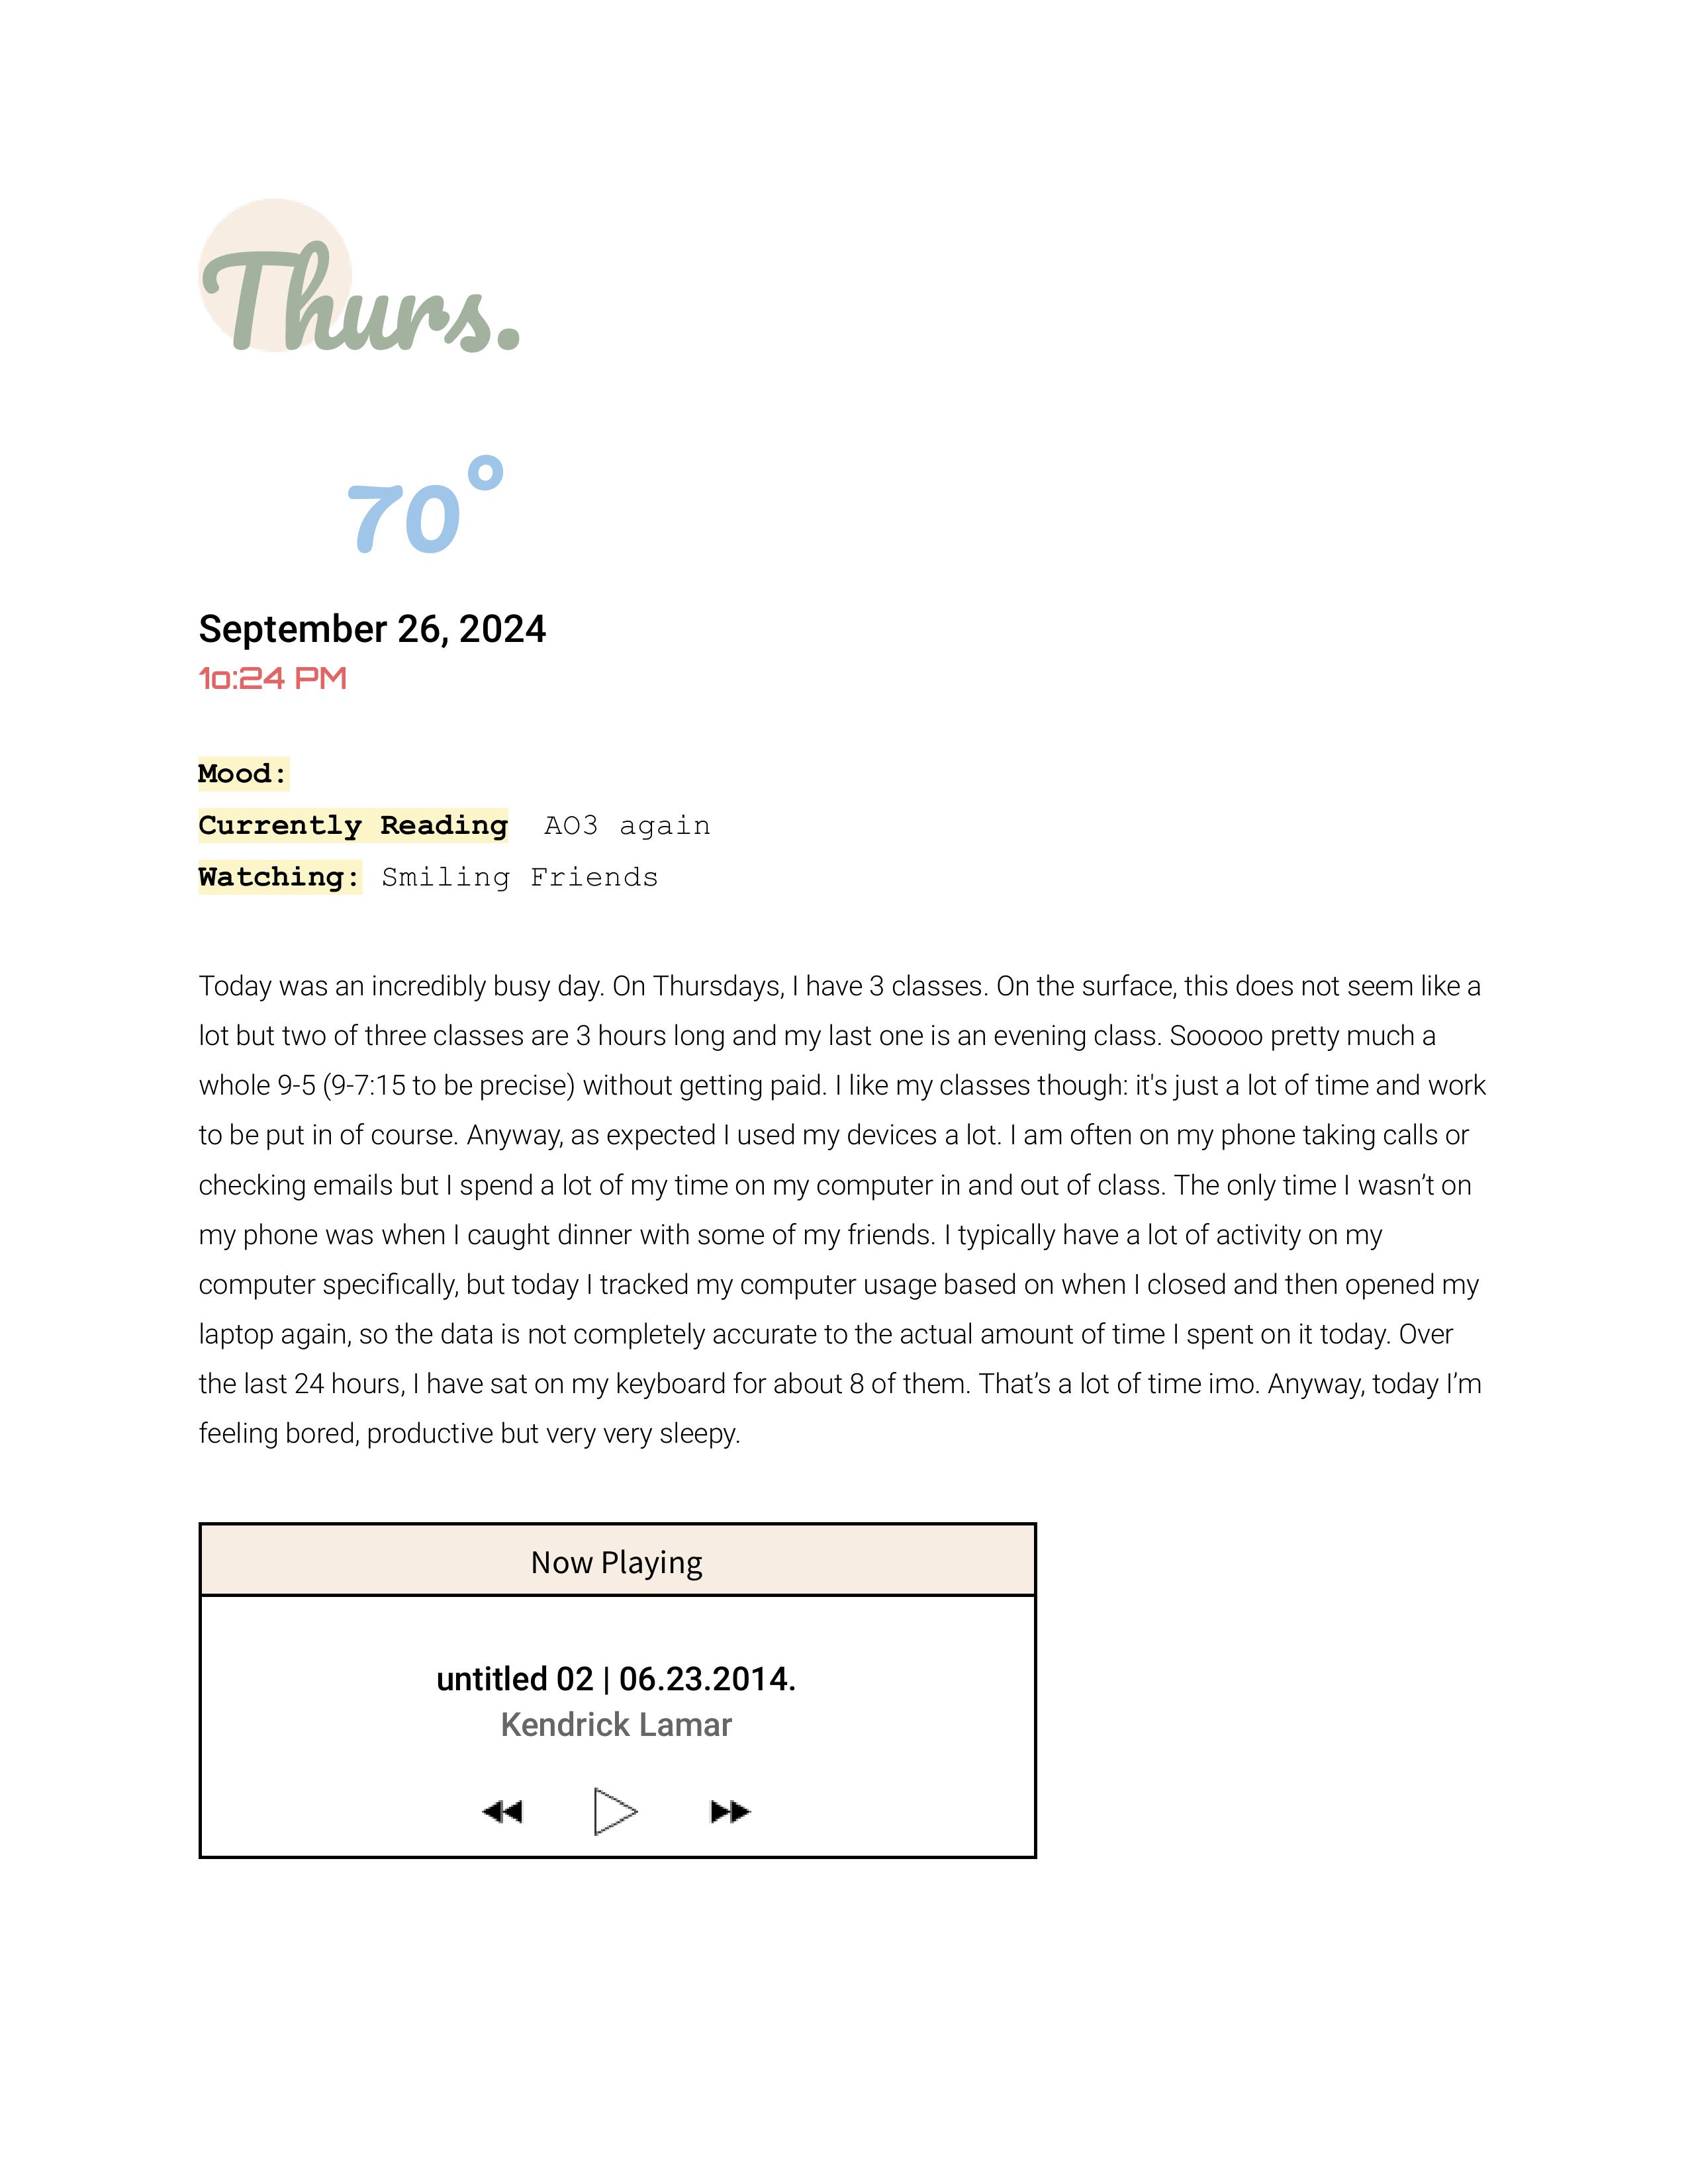 Thurs.
70°
September 26, 2024
10:24 PM
Mood:
Currently Reading  AO3 again
Watching: Smiling Friends
Today was an incredibly busy day. On Thursdays, I have 3 classes. On the surface, this does not seem like a
lot but two of three classes are 3 hours long and my last one is an evening class. Sooooo pretty much a
whole 9-5 (9-7:15 to be precise) without getting paid. I like my classes though: it's just a lot of time and work
to be put in of course. Anyway, as expected I used my devices a lot. I am often on my phone taking calls or
checking emails but I spend a lot of my time on my computer in and out of class. The only time I wasn’t on
my phone was when I caught dinner with some of my friends. I typically have a lot of activity on my
computer specifically, but today I tracked my computer usage based on when I closed and then opened my
laptop again, so the data is not completely accurate to the actual amount of time I spent on it today. Over
the last 24 hours, I have sat on my keyboard for about 8 of them. That’s a lot of time imo. Anyway, today I’m
feeling bored, productive but very very sleepy.
Now Playing
untitled 02 | 06.23.2014.
Kendrick Lamar